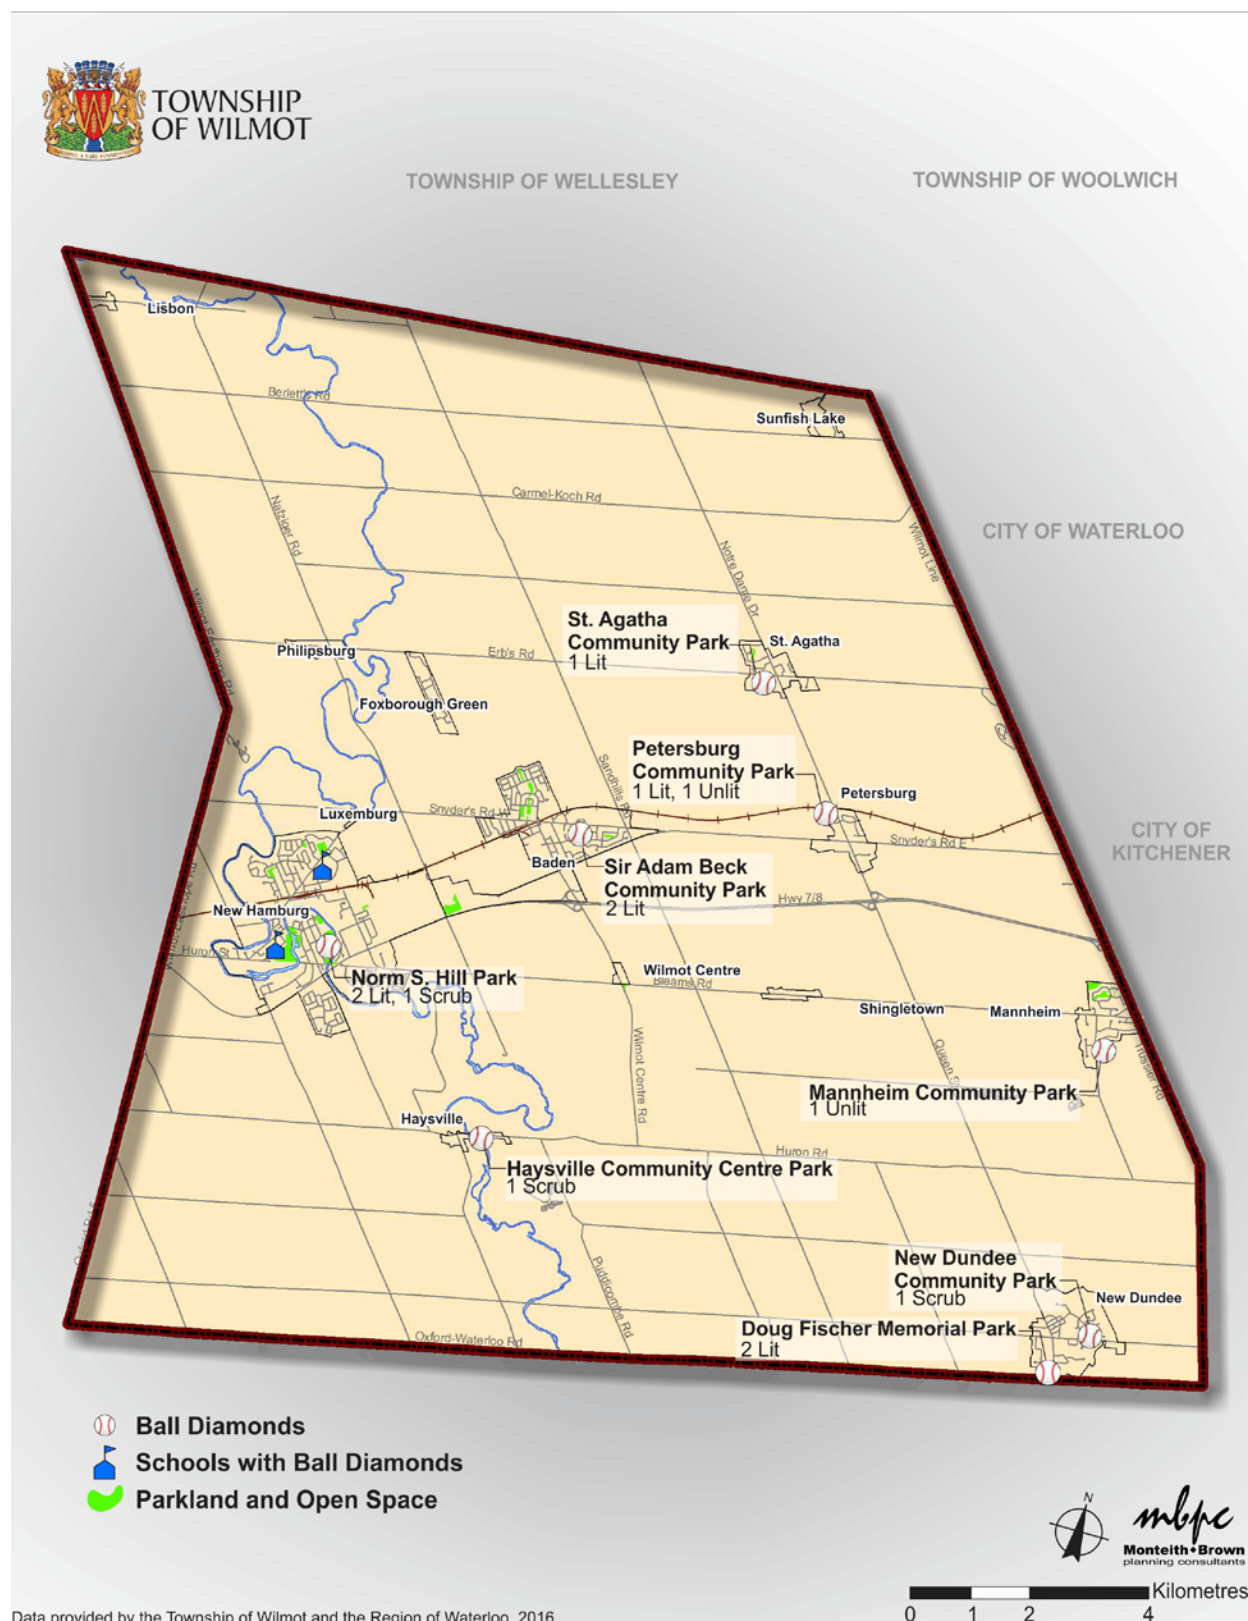 TOWNSHIP
OF WILMOT
TOWNSHIP OF WELLESLEY
TOWNSHIP OF WOOLWICH
Lisbon
Berlett's Rd
Sunfish Lake
Carmel-Koch Rd
Nafziger Rd
CITY OF WATERLOO
Wilmot Line
Notre Dame Dr
St. Agatha
Community Park
1 Lit
St. Agatha
Philipsburg
Erb's Rd
Foxborough Green
Petersburg
Community Park
1 Lit, 1 Unlit
Sandhills Rd
Petersburg
Luxemburg
Snyder's Rd W
Snyder's Rd E
CITY OF
KITCHENER
Baden
Sir Adam Beck
Community Park
2 Lit
Hwy 7/8
New Hamburg
Huron St
Norm S. Hill Park
2 Lit, 1 Scrub
Wilmot Centre
Bleams Rd
Shingletown
Mannheim
Wilmot Centre Rd
Trussler Rd
Mannheim Community Park
1 Unlit
Haysville
Huron Rd
Haysville Community Centre Park
1 Scrub
New Dundee
Community Park
1 Scrub
New Dundee
Puddicombe Rd
Doug Fischer Memorial Park
2 Lit
Oxford-Waterloo Rd
Ball Diamonds
Schools with Ball Diamonds
Parkland and Open Space
N
mbpc
Monteith Brown
planning consultants
Kilometres
0 1 2 4
Data provided by the Township of Wilmot and the Region of Waterloo, 2016